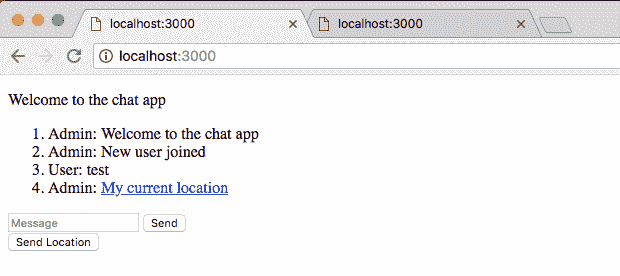 localhost:3000
localhost:3000
localhost:3000
Welcome to the chat app
1. Admin: Welcome to the chat app
2. Admin: New user joined
3. User: test
4. Admin: My current location
Message
Send
Send Location